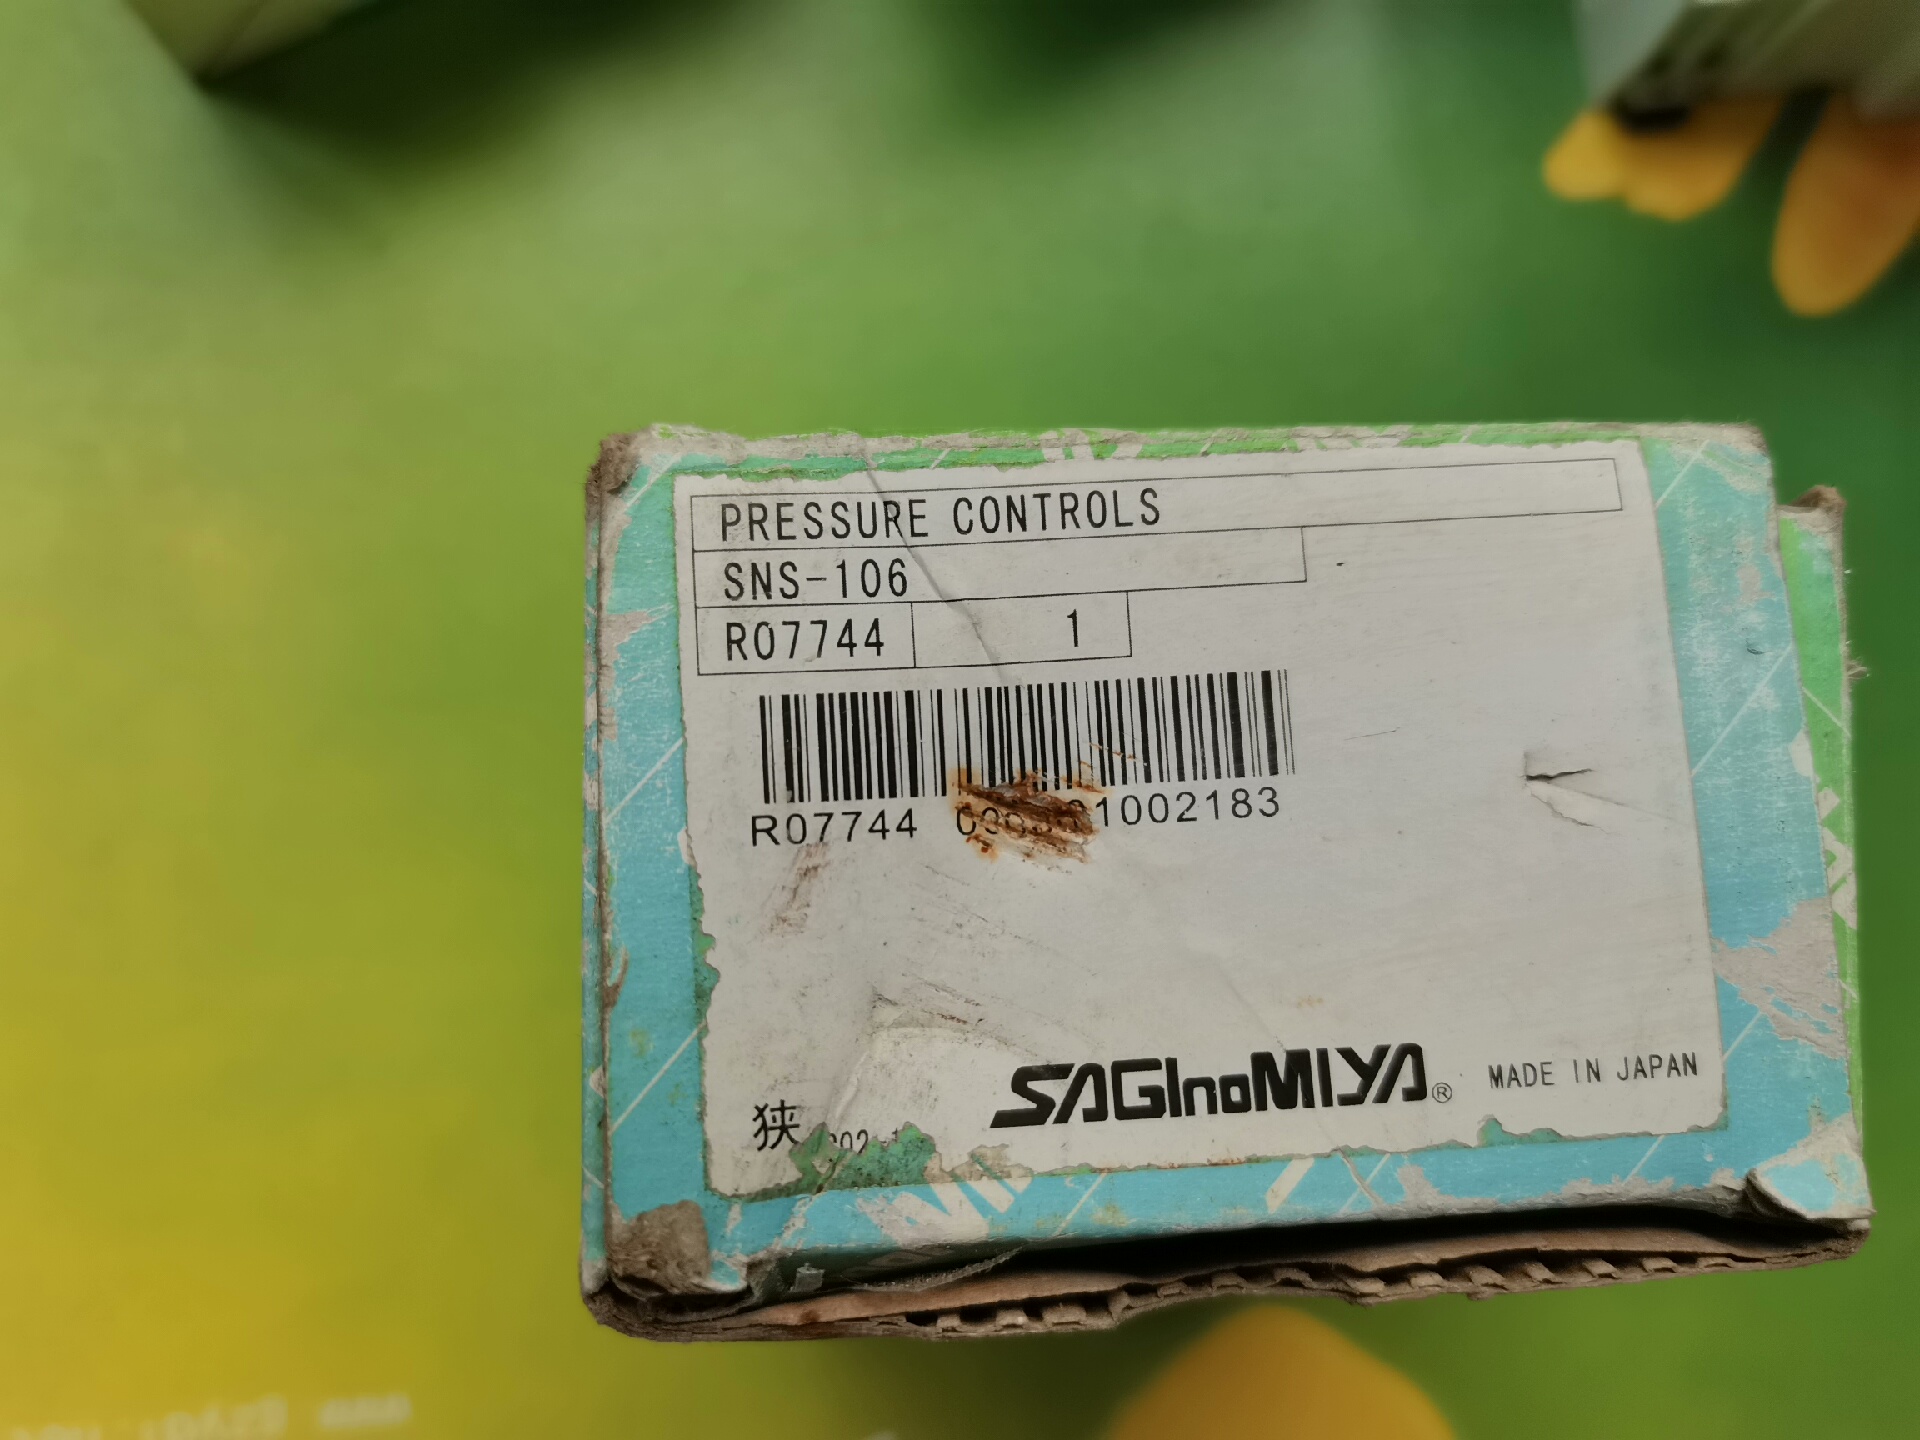 PRESSURE CONTROLS
SNS-106
R07744 1
R07744
SAGInoMIYA® MADE IN JAPAN
狭